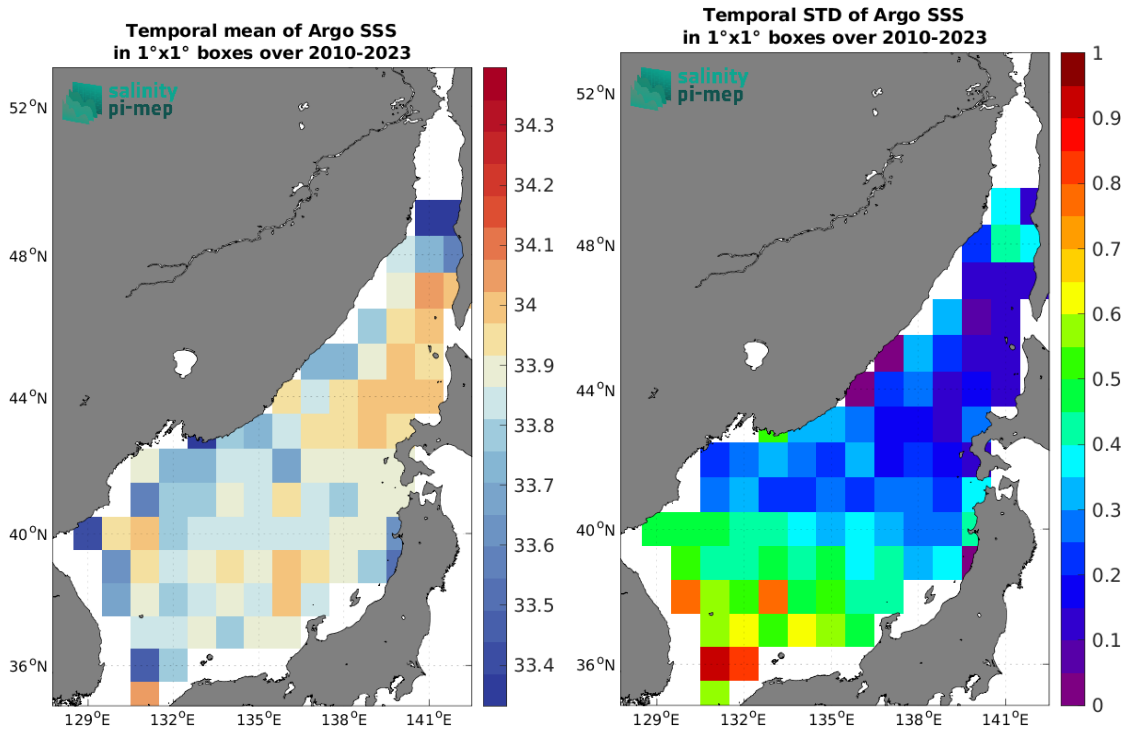 Temporal mean of Argo SSS
in 1°x1° boxes over 2010-2023
salinity
pi-mep
52°N
48°N
44°N
40°N
36°N
129°E
132°E
135°E
138°E
141°E
34.3
34.2
34.1
34
33.9
33.8
33.7
33.6
33.5
33.4
Temporal STD of Argo SSS
in 1°x1° boxes over 2010-2023
salinity
pi-mep
52°N
48°N
44°N
40°N
36°N
129°E
132°E
135°E
138°E
141°E
1
0.9
0.8
0.7
0.6
0.5
0.4
0.3
0.2
0.1
0